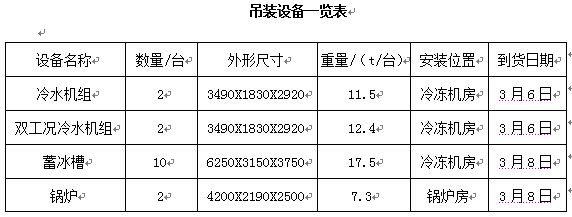 吊装设备一览表
设备名称 数量/台 外形尺寸 重量/（t/台） 安装位置 到货日期
冷水机组 2 3490X1830X2920 11.5 冷冻机房 3月6日
双工况冷水机组 2 3490X1830X2920 12.4 冷冻机房 3月6日
蓄冰槽 10 6250X3150X3750 17.5 冷冻机房 3月8日
锅炉 2 4200X2190X2500 7.3 锅炉房 3月8日